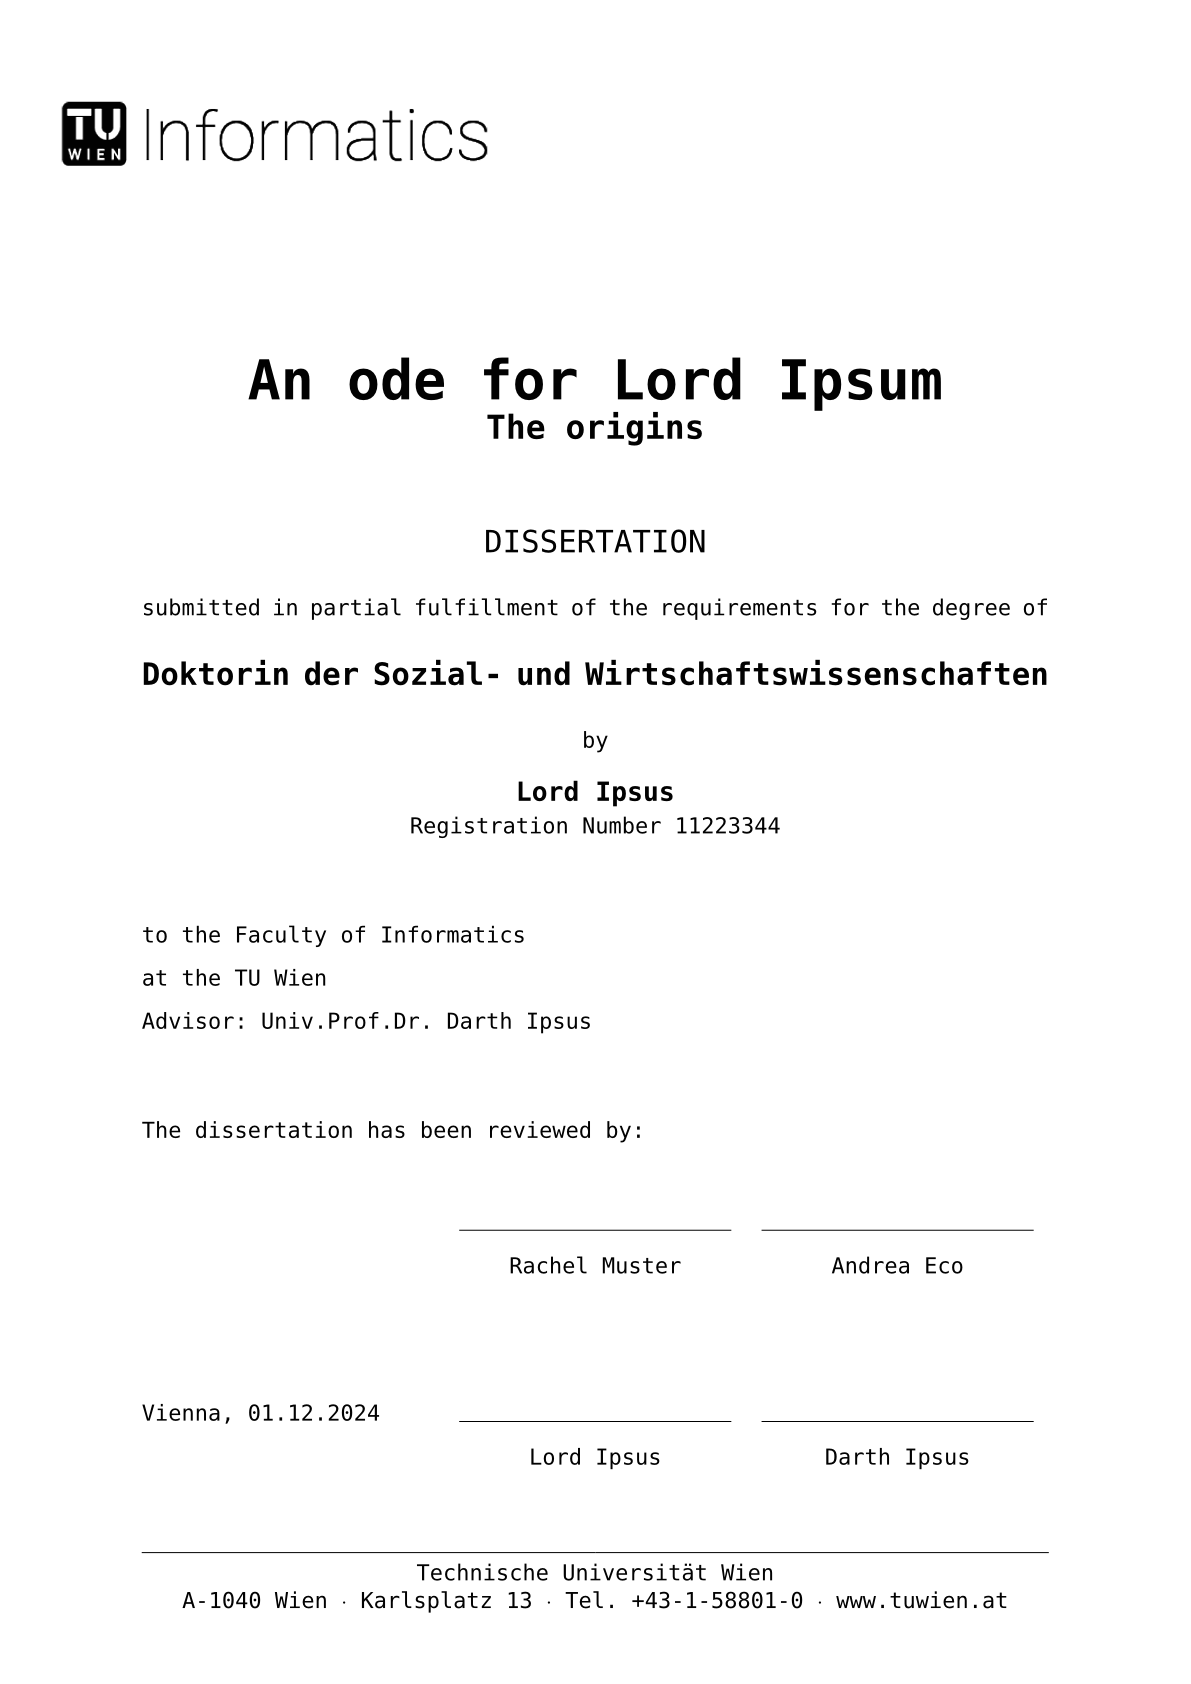 TU
WIEN
Informatics
An ode for Lord Ipsum
The origins
DISSERTATION
submitted in partial fulfillment of the requirements for the degree of
Doktorin der Sozial- und Wirtschaftswissenschaften
by
Lord Ipsus
Registration Number 11223344
to the Faculty of Informatics
at the TU Wien
Advisor: Univ.Prof.Dr. Darth Ipsus
The dissertation has been reviewed by:
Rachel Muster Andrea Eco
Vienna, 01.12.2024
Lord Ipsus Darth Ipsus
Technische Universität Wien
A-1040 Wien · Karlsplatz 13 · Tel. +43-1-58801-0 · www.tuwien.at